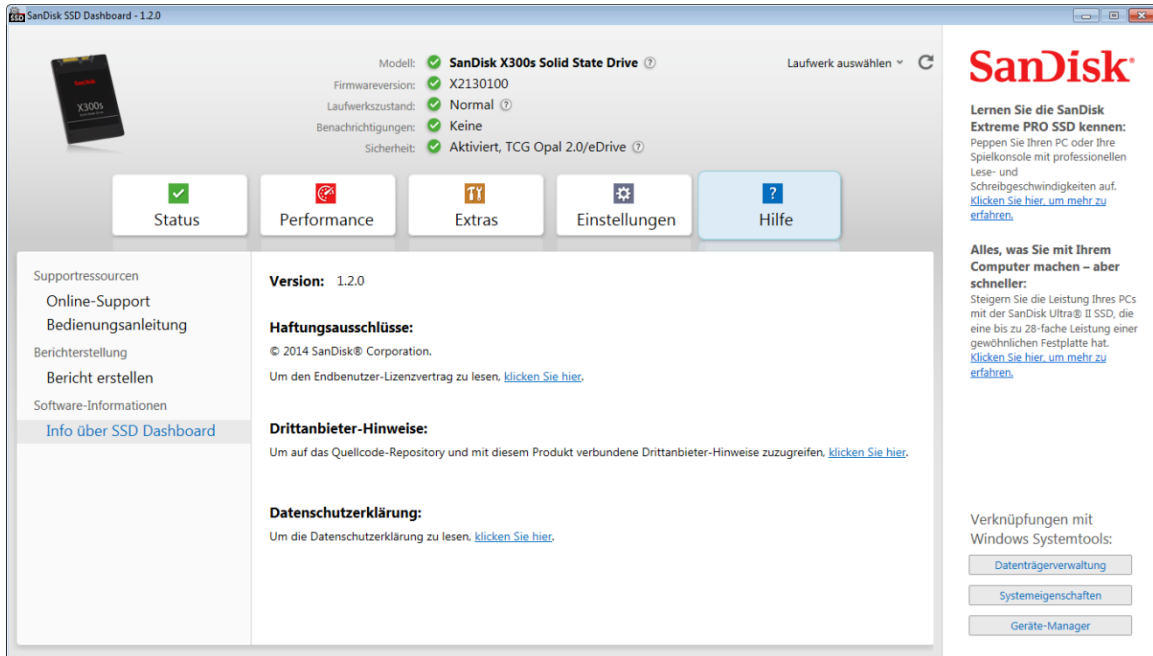 SanDisk SSD Dashboard - 1.2.0
SanDisk
X300s
Modell: SanDisk X300s Solid State Drive ?
Firmwareversion: X2130100
Laufwerkszustand: Normal ?
Benachrichtigungen: Keine
Sicherheit: Aktiviert, TCG Opal 2.0/eDrive ?
Laufwerk auswählen
Status
Performance
Extras
Einstellungen
?
Hilfe
Supportressourcen
Online-Support
Bedienungsanleitung
Berichterstellung
Bericht erstellen
Software-Informationen
Info über SSD Dashboard
Version: 1.2.0
Haftungsausschlüsse:
© 2014 SanDisk® Corporation.
Um den Endbenutzer-Lizenzvertrag zu lesen, klicken Sie hier.
Drittanbieter-Hinweise:
Um auf das Quellcode-Repository und mit diesem Produkt verbundene Drittanbieter-Hinweise zuzugreifen, klicken Sie hier.
Datenschutzerklärung:
Um die Datenschutzerklärung zu lesen, klicken Sie hier.
SanDisk®
Lernen Sie die SanDisk
Extreme PRO SSD kennen:
Peppen Sie Ihren PC oder Ihre
Spielkonsole mit professionellen
Lese- und
Schreibgeschwindigkeiten auf.
Klicken Sie hier, um mehr zu
erfahren.
Alles, was Sie mit Ihrem
Computer machen – aber
schneller:
Steigern Sie die Leistung Ihres PCs
mit der SanDisk Ultra® II SSD, die
eine bis zu 28-fache Leistung einer
gewöhnlichen Festplatte hat.
Klicken Sie hier, um mehr zu
erfahren.
Verknüpfungen mit
Windows Systemtools:
Datenträgerverwaltung
Systemeigenschaften
Geräte-Manager